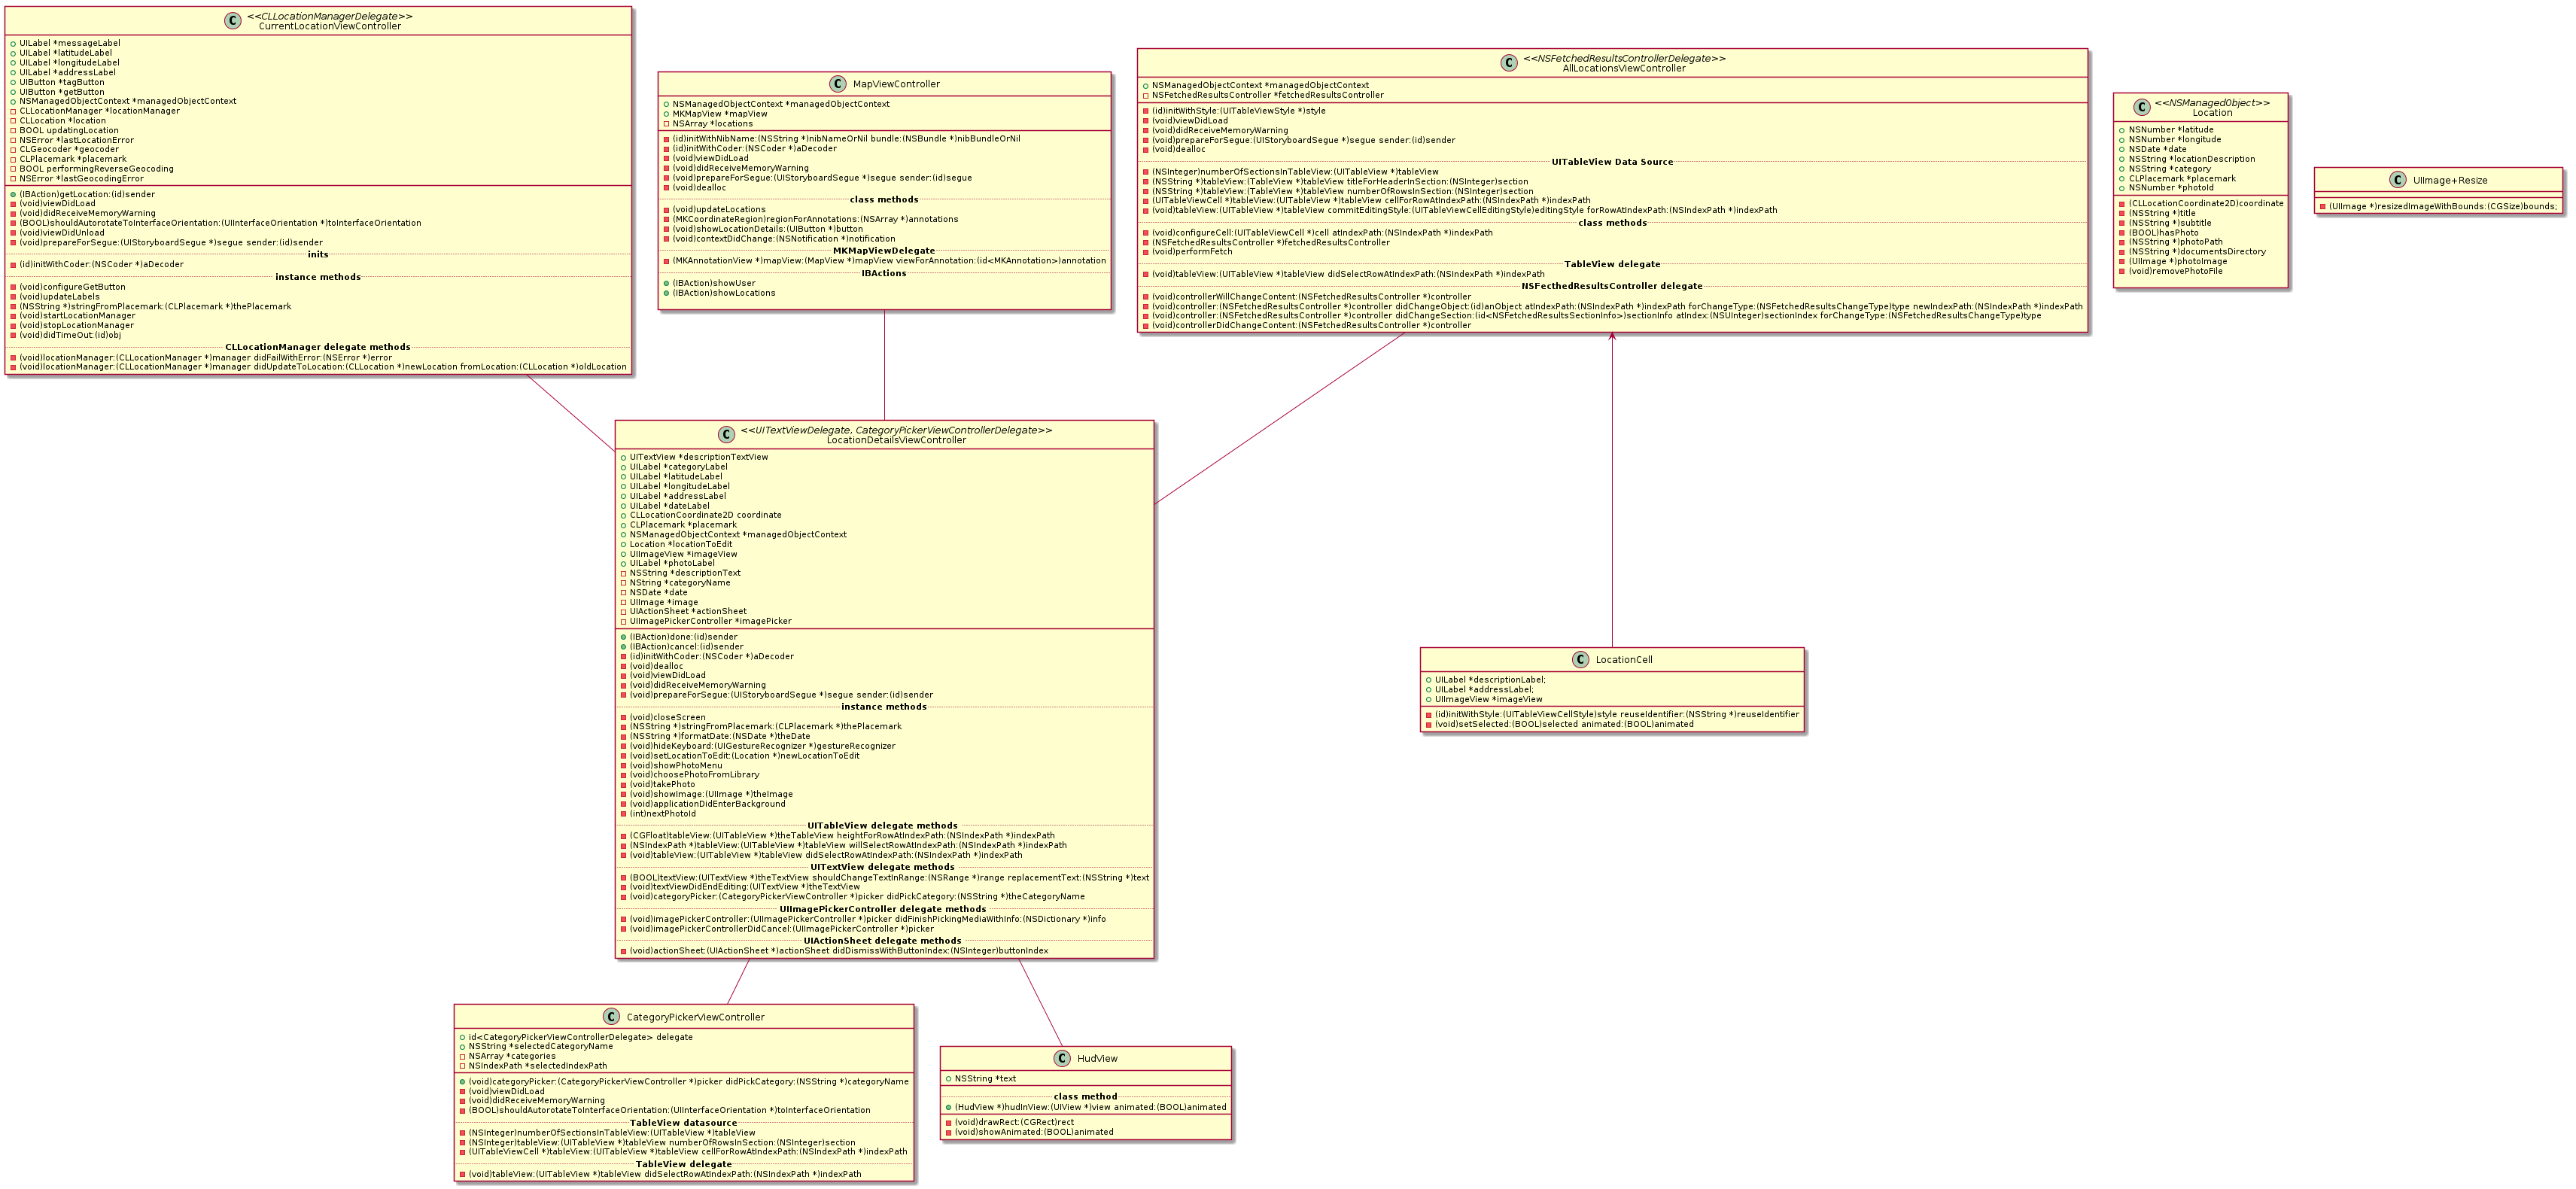 <<CLLocationManagerDelegate>>
CurrentLocationViewController
UILabel *messageLabel
UILabel *latitudeLabel
UILabel *longitudeLabel
UILabel *addressLabel
UIButton *tagButton
UIButton *getButton
NSManagedObjectContext *managedObjectContext
CLLocationManager *locationManager
CLLocation *location
BOOL updatingLocation
NSError *lastLocationError
CLGeocoder *geocoder
CLPlacemark *placemark
BOOL performingReverseGeocoding
NSError *lastGeocodingError
(IBAction)getLocation:(id)sender
(void)viewDidLoad
(void)didReceiveMemoryWarning
(BOOL)shouldAutorotateToInterfaceOrientation:(UIInterfaceOrientation *)toInterfaceOrientation
(void)viewDidUnload
(void)prepareForSegue:(UIStoryboardSegue *)segue sender:(id)sender
inits
(id)initWithCoder:(NSCoder *)aDecoder
instance methods
(void)configureGetButton
(void)updateLabels
(NSString *)stringFromPlacemark:(CLPlacemark *)thePlacemark
(void)startLocationManager
(void)stopLocationManager
(void)didTimeOut:(id)obj
CLLocationManager delegate methods
(void)locationManager:(CLLocationManager *)manager didFailWithError:(NSError *)error
(void)locationManager:(CLLocationManager *)manager didUpdateToLocation:(CLLocation *)newLocation fromLocation:(CLLocation *)oldLocation
C MapViewController
NSManagedObjectContext *managedObjectContext
MKMapView *mapView
NSArray *locations
(id)initWithNibName:(NSString *)nibNameOrNil bundle:(NSBundle *)nibBundleOrNil
(id)initWithCoder:(NSCoder *)aDecoder
(void)viewDidLoad
(void)didReceiveMemoryWarning
(void)prepareForSegue:(UIStoryboardSegue *)segue sender:(id)segue
(void)dealloc
class methods
(void)updateLocations
(MKCoordinateRegion)regionForAnnotations:(NSArray *)annotations
(void)showLocationDetails:(UIButton *)button
(void)contextDidChange:(NSNotification *)notification
MKMapViewDelegate
(MKAnnotationView *)mapView:(MapView *)mapView viewForAnnotation:(id<MKAnnotation>)annotation
IBActions
(IBAction)showUser
(IBAction)showLocations
<<NSFetchedResultsControllerDelegate>>
AllLocationsViewController
NSManagedObjectContext *managedObjectContext
NSFetchedResultsController *fetchedResultsController
(id)initWithStyle:(UITableViewStyle *)style
(void)viewDidLoad
(void)didReceiveMemoryWarning
(void)prepareForSegue:(UIStoryboardSegue *)segue sender:(id)sender
(void)dealloc
UITableView Data Source
(NSInteger)numberOfSectionsInTableView:(UITableView *)tableView
(NSString *)tableView:(TableView *)tableView titleForHeaderInSection:(NSInteger)section
(NSString *)tableView:(TableView *)tableView numberOfRowsInSection:(NSInteger)section
(UITableViewCell *)tableView:(UITableView *)tableView cellForRowAtIndexPath:(NSIndexPath *)indexPath
(void)tableView:(UITableView *)tableView commitEditingStyle:(UITableViewCellEditingStyle)editingStyle forRowAtIndexPath:(NSIndexPath *)indexPath
class methods
(void)configureCell:(UITableViewCell *)cell atIndexPath:(NSIndexPath *)indexPath
(NSFetchedResultsController *)fetchedResultsController
(void)performFetch
TableView delegate
(void)tableView:(UITableView *)tableView didSelectRowAtIndexPath:(NSIndexPath *)indexPath
NSFecthedResultsController delegate
(void)controllerWillChangeContent:(NSFetchedResultsController *)controller
(void)controller:(NSFetchedResultsController *)controller didChangeObject:(id)anObject atIndexPath:(NSIndexPath *)indexPath forChangeType:(NSFetchedResultsChangeType)type newIndexPath:(NSIndexPath *)indexPath
(void)controller:(NSFetchedResultsController *)controller didChangeSection:(id<NSFetchedResultsSectionInfo>)sectionInfo atIndex:(NSUInteger)sectionIndex forChangeType:(NSFetchedResultsChangeType)type
(void)controllerDidChangeContent:(NSFetchedResultsController *)controller
<<NSManagedObject>>
Location
NSNumber *latitude
NSNumber *longitude
NSDate *date
NSString *locationDescription
NSString *category
CLPlacemark *placemark
NSNumber *photoId
(CLLocationCoordinate2D)coordinate
(NSString *)title
(NSString *)subtitle
(BOOL)hasPhoto
(NSString *)photoPath
(NSString *)documentsDirectory
(UIImage *)photoImage
(void)removePhotoFile
C UIImage+Resize
(UIImage *)resizedImageWithBounds:(CGSize)bounds;
<<UITextViewDelegate, CategoryPickerViewControllerDelegate>>
LocationDetailsViewController
UITextView *descriptionTextView
UILabel *categoryLabel
UILabel *latitudeLabel
UILabel *longitudeLabel
UILabel *addressLabel
UILabel *dateLabel
CLLocationCoordinate2D coordinate
CLPlacemark *placemark
NSManagedObjectContext *managedObjectContext
Location *locationToEdit
UIImageView *imageView
UILabel *photoLabel
NSString *descriptionText
NString *categoryName
NSDate *date
UIImage *image
UIActionSheet *actionSheet
UIImagePickerController *imagePicker
(IBAction)done:(id)sender
(IBAction)cancel:(id)sender
(id)initWithCoder:(NSCoder *)aDecoder
(void)dealloc
(void)viewDidLoad
(void)didReceiveMemoryWarning
(void)prepareForSegue:(UIStoryboardSegue *)segue sender:(id)sender
instance methods
(void)closeScreen
(NSString *)stringFromPlacemark:(CLPlacemark *)thePlacemark
(NSString *)formatDate:(NSDate *)theDate
(void)hideKeyboard:(UIGestureRecognizer *)gestureRecognizer
(void)setLocationToEdit:(Location *)newLocationToEdit
(void)showPhotoMenu
(void)choosePhotoFromLibrary
(void)takePhoto
(void)showImage:(UIImage *)theImage
(void)applicationDidEnterBackground
(int)nextPhotoId
UITableView delegate methods
(CGFloat)tableView:(UITableView *)theTableView heightForRowAtIndexPath:(NSIndexPath *)indexPath
(NSIndexPath *)tableView:(UITableView *)tableView willSelectRowAtIndexPath:(NSIndexPath *)indexPath
(void)tableView:(UITableView *)tableView didSelectRowAtIndexPath:(NSIndexPath *)indexPath
UITextView delegate methods
(BOOL)textView:(UITextView *)theTextView shouldChangeTextInRange:(NSRange *)range replacementText:(NSString *)text
(void)textViewDidEndEditing:(UITextView *)theTextView
(void)categoryPicker:(CategoryPickerViewController *)picker didPickCategory:(NSString *)theCategoryName
UIImagePickerController delegate methods
(void)imagePickerController:(UIImagePickerController *)picker didFinishPickingMediaWithInfo:(NSDictionary *)info
(void)imagePickerControllerDidCancel:(UIImagePickerController *)picker
UIActionSheet delegate methods
(void)actionSheet:(UIActionSheet *)actionSheet didDismissWithButtonIndex:(NSInteger)buttonIndex
C LocationCell
UILabel *descriptionLabel;
UILabel *addressLabel;
UIImageView *imageView
(id)initWithStyle:(UITableViewCellStyle)style reuseIdentifier:(NSString *)reuseIdentifier
(void)setSelected:(BOOL)selected animated:(BOOL)animated
C CategoryPickerViewController
id<CategoryPickerViewControllerDelegate> delegate
NSString *selectedCategoryName
NSArray *categories
NSIndexPath *selectedIndexPath
(void)categoryPicker:(CategoryPickerViewController *)picker didPickCategory:(NSString *)categoryName
(void)viewDidLoad
(void)didReceiveMemoryWarning
(BOOL)shouldAutorotateToInterfaceOrientation:(UIInterfaceOrientation *)toInterfaceOrientation
TableView datasource
(NSInteger)numberOfSectionsInTableView:(UITableView *)tableView
(NSInteger)tableView:(UITableView *)tableView numberOfRowsInSection:(NSInteger)section
(UITableViewCell *)tableView:(UITableView *)tableView cellForRowAtIndexPath:(NSIndexPath *)indexPath
TableView delegate
(void)tableView:(UITableView *)tableView didSelectRowAtIndexPath:(NSIndexPath *)indexPath
C HudView
NSString *text
class method
(HudView *)hudInView:(UIView *)view animated:(BOOL)animated
(void)drawRect:(CGRect)rect
(void)showAnimated:(BOOL)animated